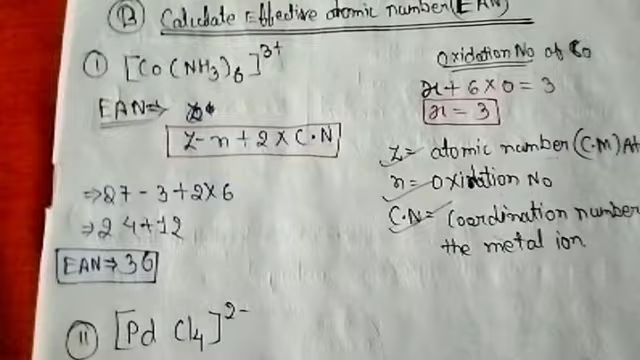 (B) Calculate Effective atomic number (EAN)
(I) [Co(NH3)6]3+
EAN ⇒
Z - n + 2 × C.N
⇒ 27 - 3 + 2 × 6
⇒ 24 + 12
EAN ⇒ 36
Oxidation No of Co
x + 6 × 0 = 3
x = 3
Z = atomic number (C.M) At
n = Oxidation No
C.N = Coordination number
the metal ion
(II) [Pd Cl4]2-